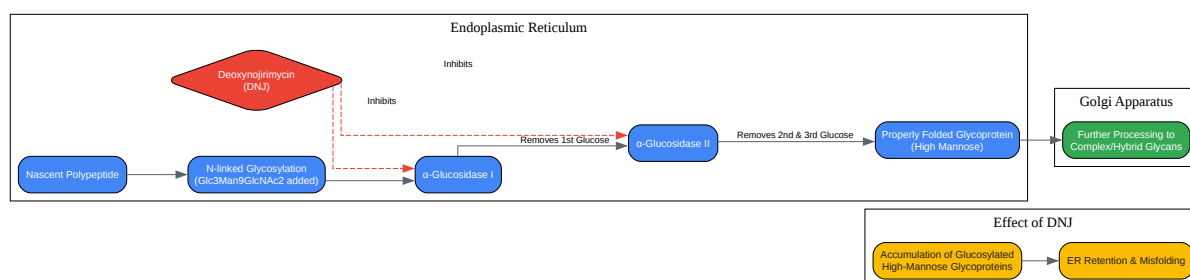 Endoplasmic Reticulum
Deoxynojirimycin
(DNJ)
Inhibits
Inhibits
Golgi Apparatus
Nascent Polypeptide
N-linked Glycosylation
(Glc3Man9GlcNAc2 added)
α-Glucosidase I
Removes 1st Glucose
α-Glucosidase II
Removes 2nd & 3rd Glucose
Properly Folded Glycoprotein
(High Mannose)
Further Processing to
Complex/Hybrid Glycans
Effect of DNJ
Accumulation of Glucosylated
High-Mannose Glycoproteins
ER Retention & Misfolding